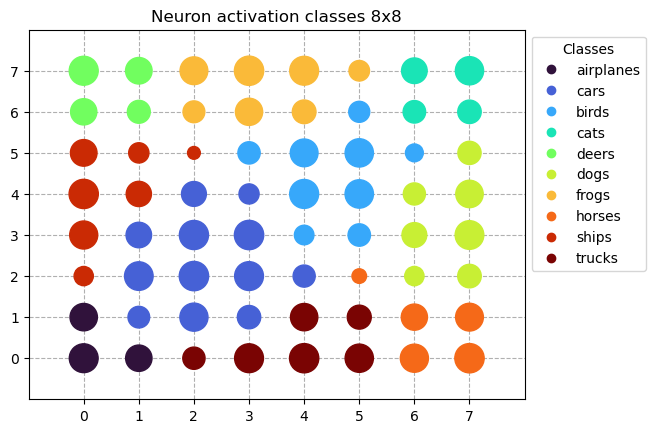 Neuron activation classes 8x8
7
6
5
4
3
2
1
0
0 1 2 3 4 5 6 7
Classes
airplanes
cars
birds
cats
deers
dogs
frogs
horses
ships
trucks